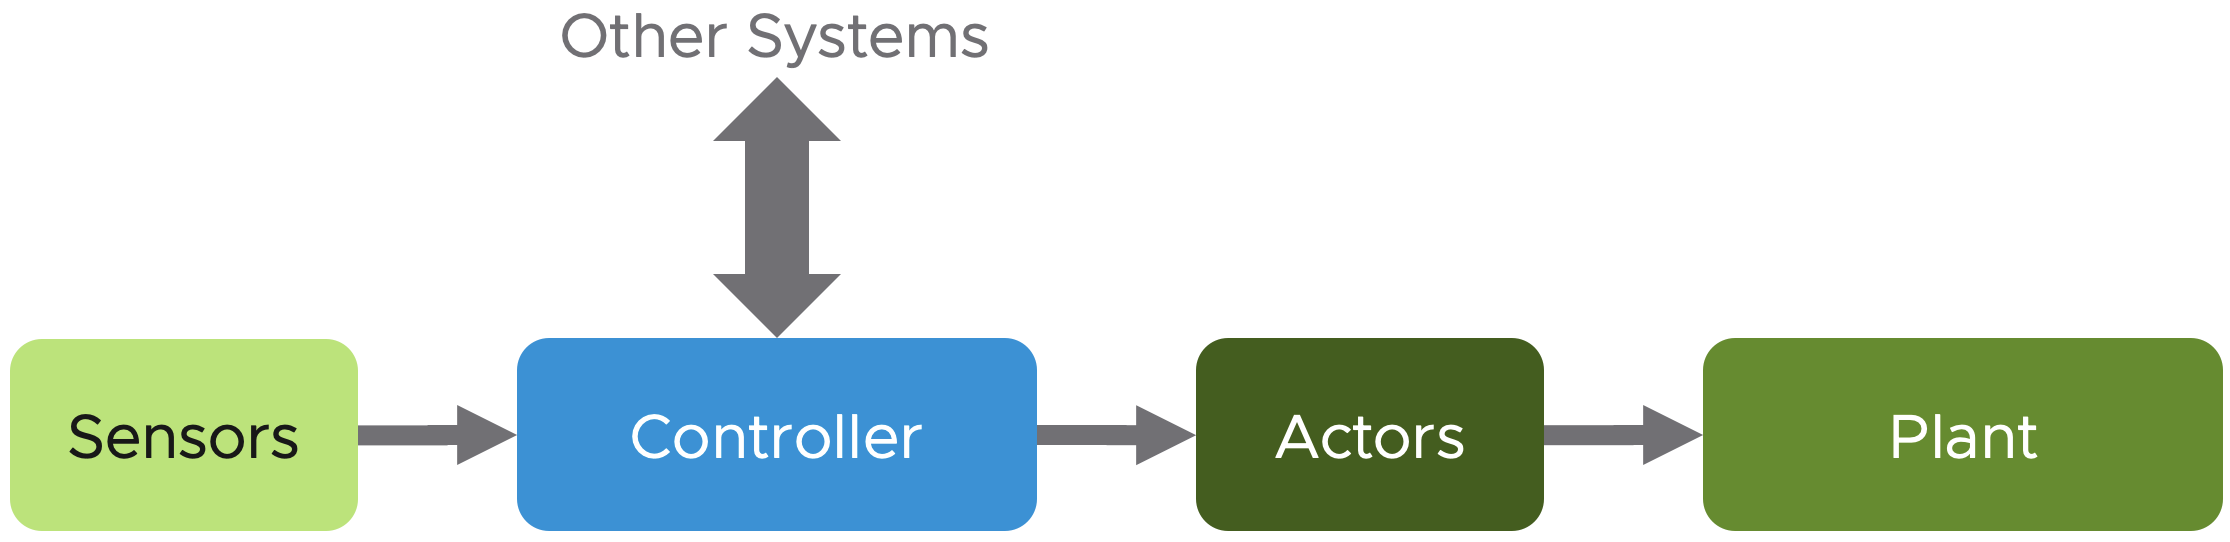 Other Systems
Sensors
Controller
Actors
Plant